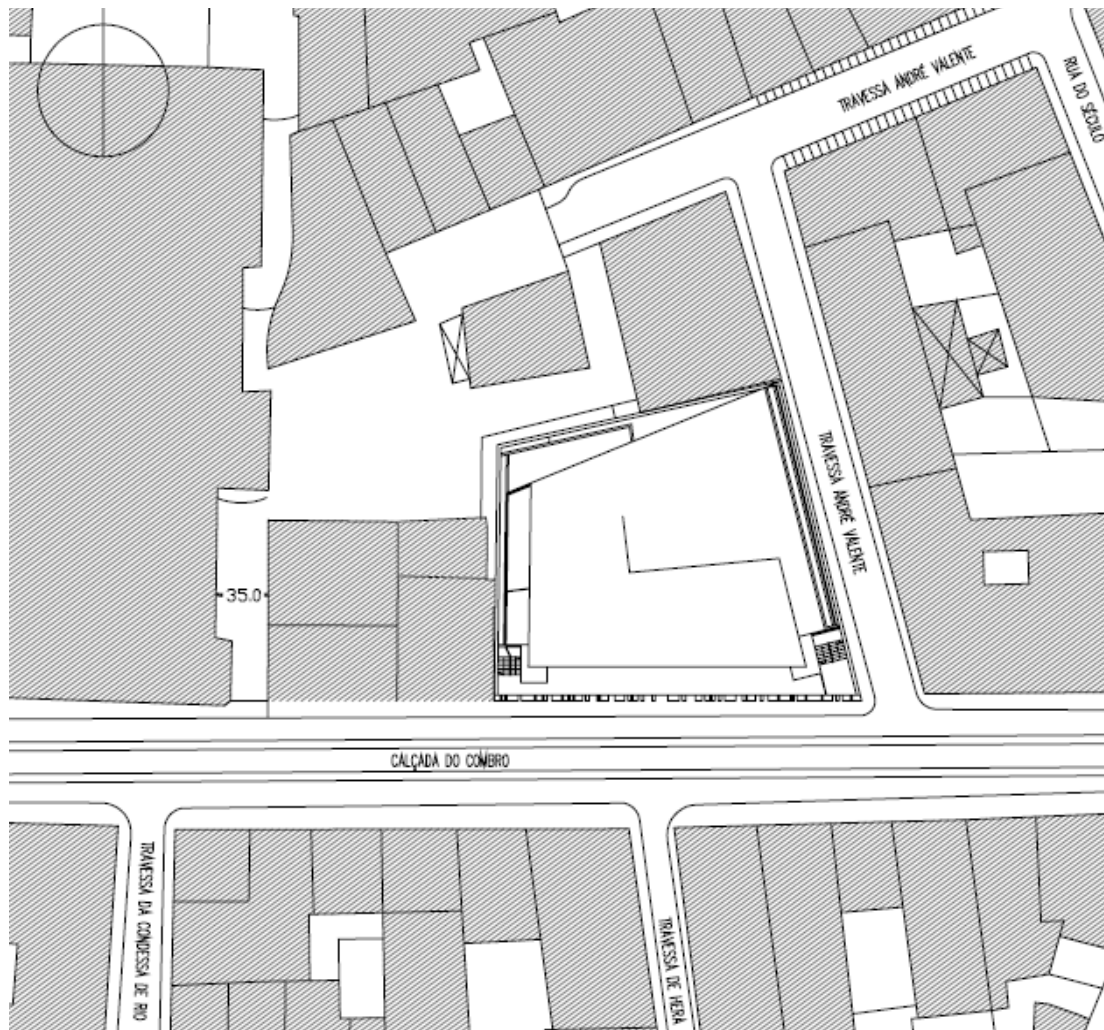 TRAVESSA ANDRÉ VALENTE
RUA DO SÉCULO
TRAVESSA ANDRÉ VALENTE
35.0
CALÇADA DO COMBRO
TRAVESSA DA CONDESSA DE RIO
TRAVESSA DE HERA